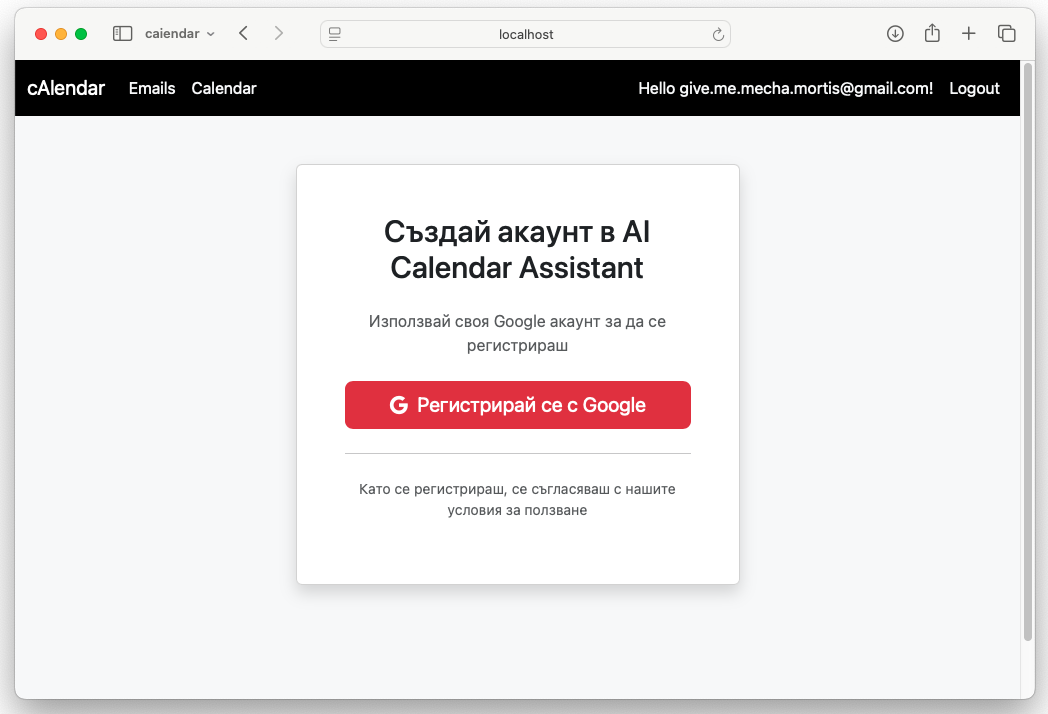 caiendar
localhost
cAlendar Emails Calendar Hello give.me.mecha.mortis@gmail.com! Logout
Създай акаунт в AI
Calendar Assistant
Използвай своя Google акаунт за да се
регистрираш
Регистрирай се с Google
Като се регистрираш, се съгласяваш с нашите
условия за ползване